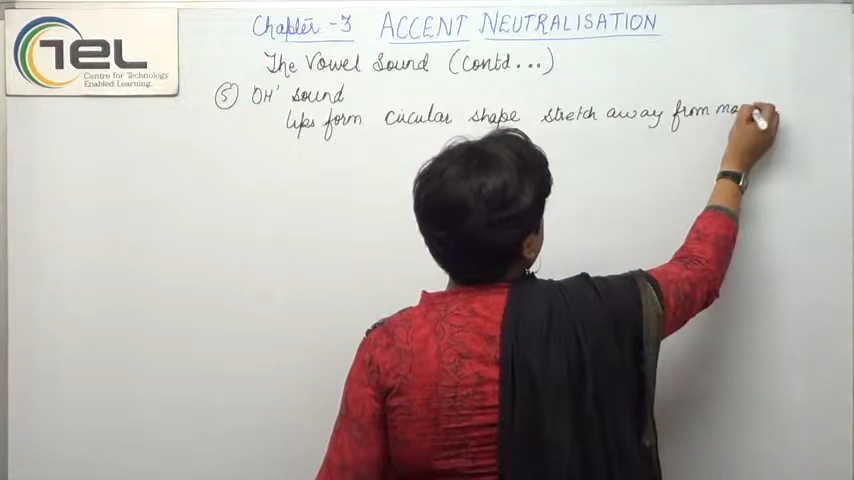 TEL
Centre for Technology
Enabled Learning
Chapter - 3 ACCENT NEUTRALISATION
The Vowel Sound (Contd...)
5 'OH' sound
lips form circular shape stretch away from mo